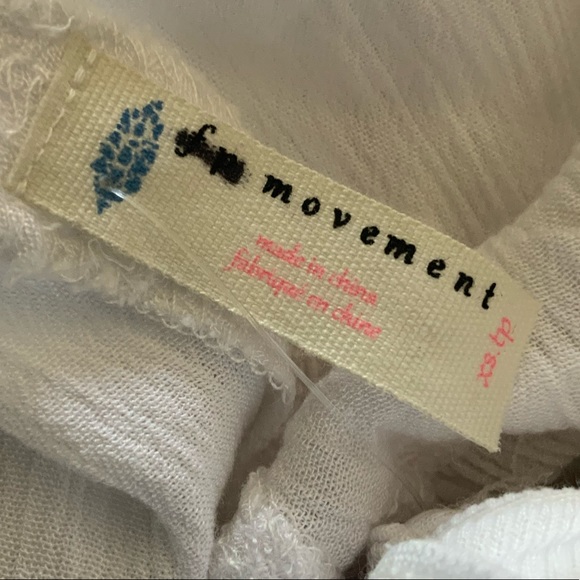 fp movement
made in china
fabriqué en chine
xs.tp